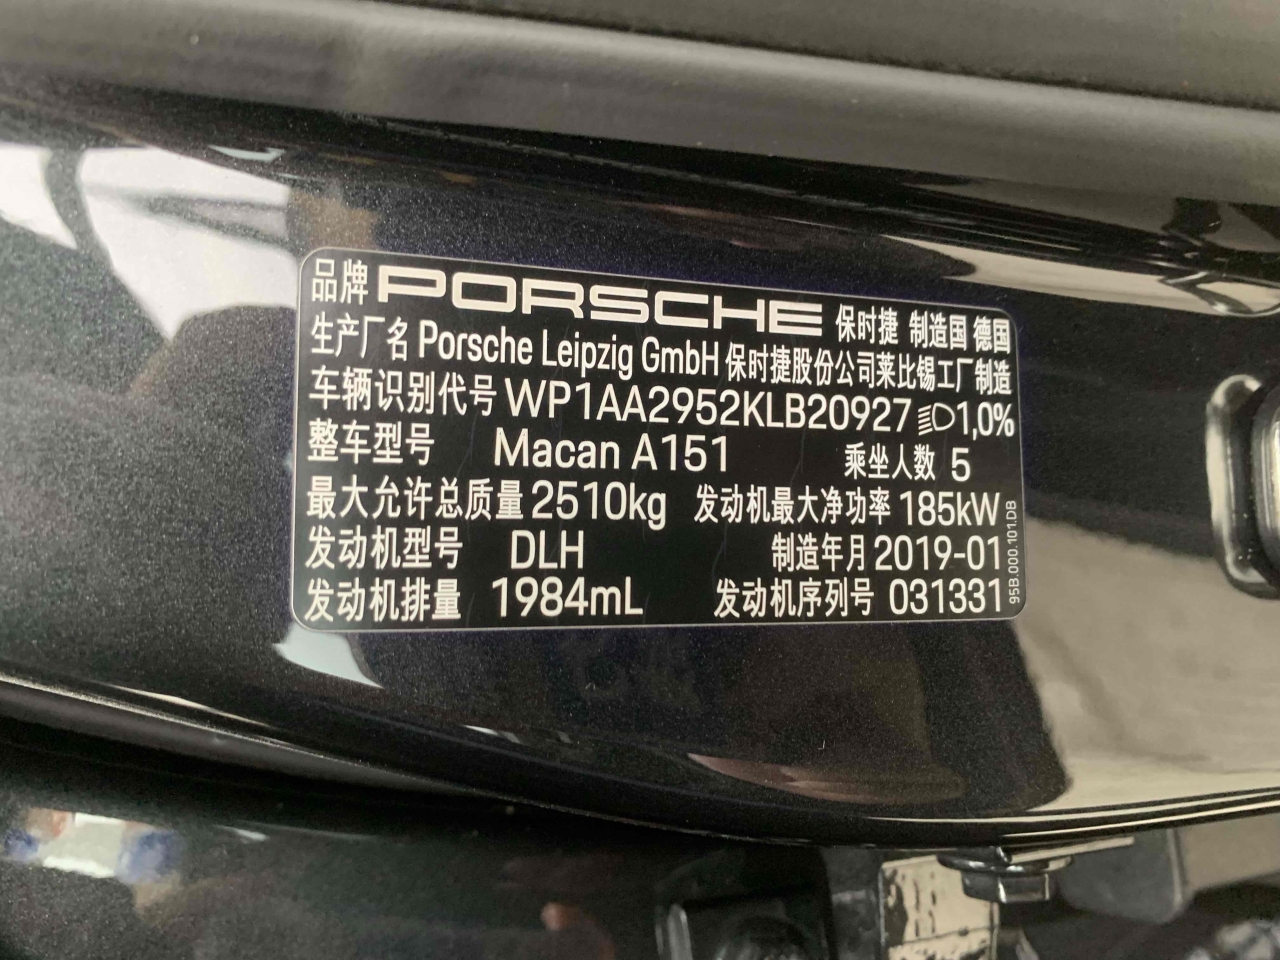 品牌 PORSCHE 保时捷 制造国 德国
生产厂名 Porsche Leipzig GmbH 保时捷股份公司莱比锡工厂制造
车辆识别代号 WP1AA2952KLB20927 1,0%
整车型号 Macan A151 乘坐人数 5
最大允许总质量 2510kg 发动机最大净功率 185kW
发动机型号 DLH 制造年月 2019-01
发动机排量 1984mL 发动机序列号 031331
95B.000.101.DB